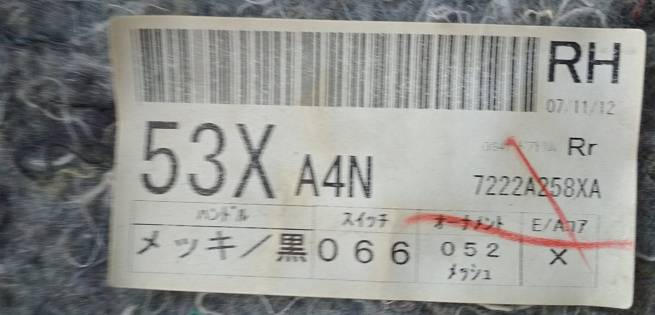 RH
07/11/12
Rr
53X A4N
7222A258XA
ハンドル スイッチ オーナメント E/Aコア
メッキ/黒 066 052 X
メッシュ